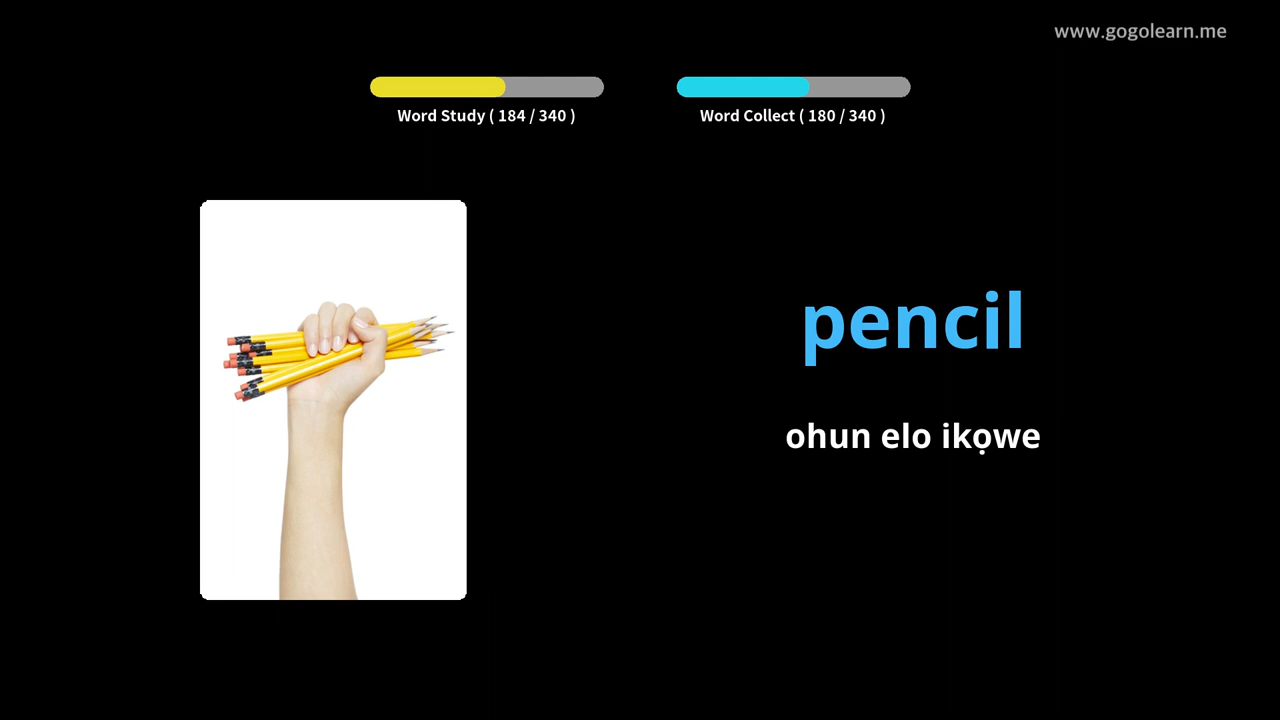 www.gogolearn.me
Word Study ( 184 / 340 )
Word Collect ( 180 / 340 )
pencil
ohun elo ikọwe